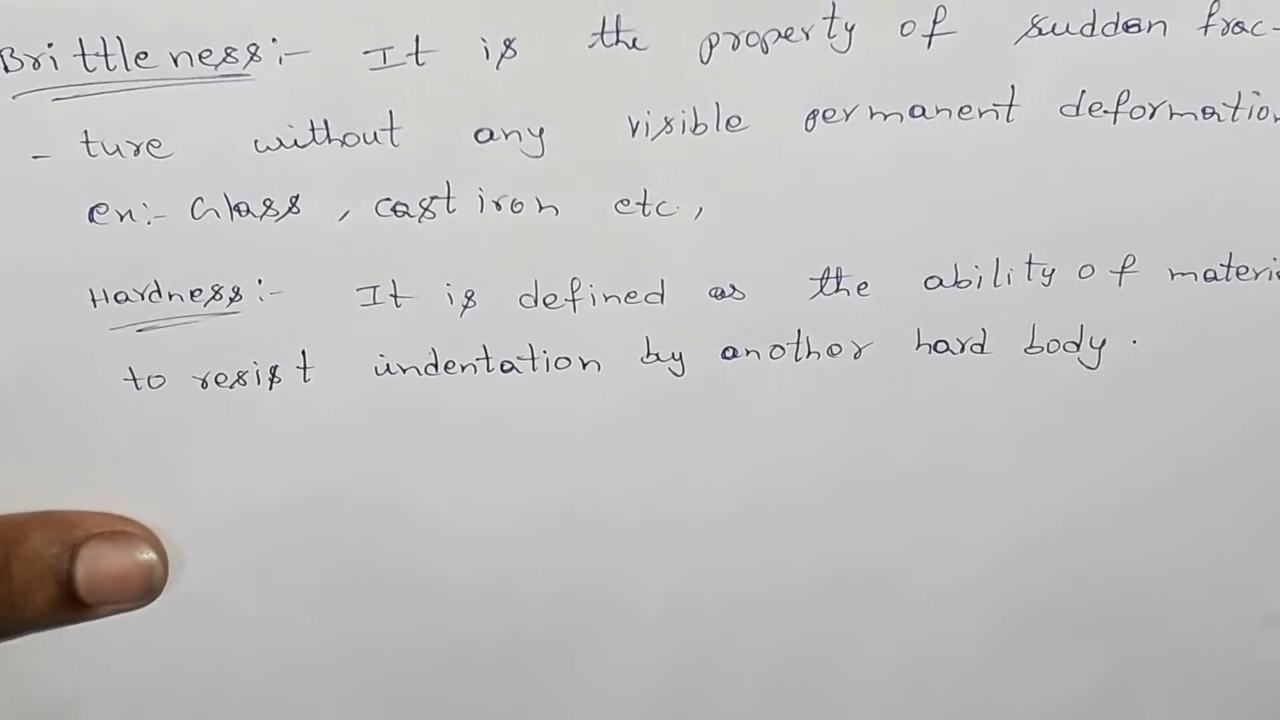 Brittleness:- It is the property of sudden frac-
- ture without any visible permanent deformation
ex:- Glass, cast iron etc,
Hardness:- It is defined as the ability of materi
to resist indentation by another hard body.